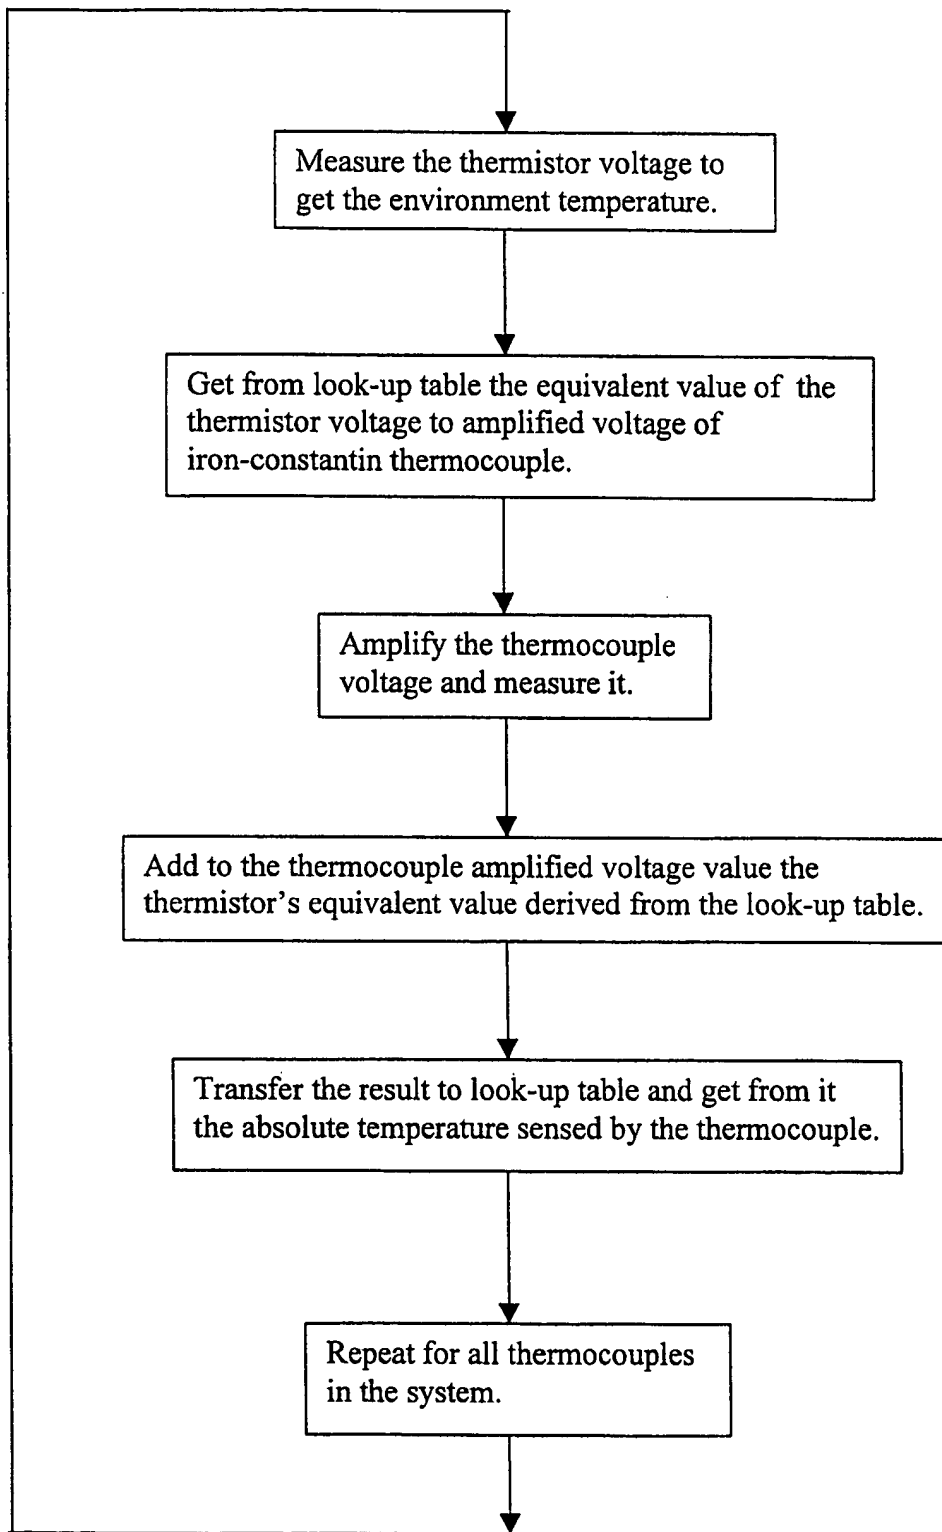 Measure the thermistor voltage to
get the environment temperature.
Get from look-up table the equivalent value of the
thermistor voltage to amplified voltage of
iron-constantin thermocouple.
Amplify the thermocouple
voltage and measure it.
Add to the thermocouple amplified voltage value the
thermistor’s equivalent value derived from the look-up table.
Transfer the result to look-up table and get from it
the absolute temperature sensed by the thermocouple.
Repeat for all thermocouples
in the system.